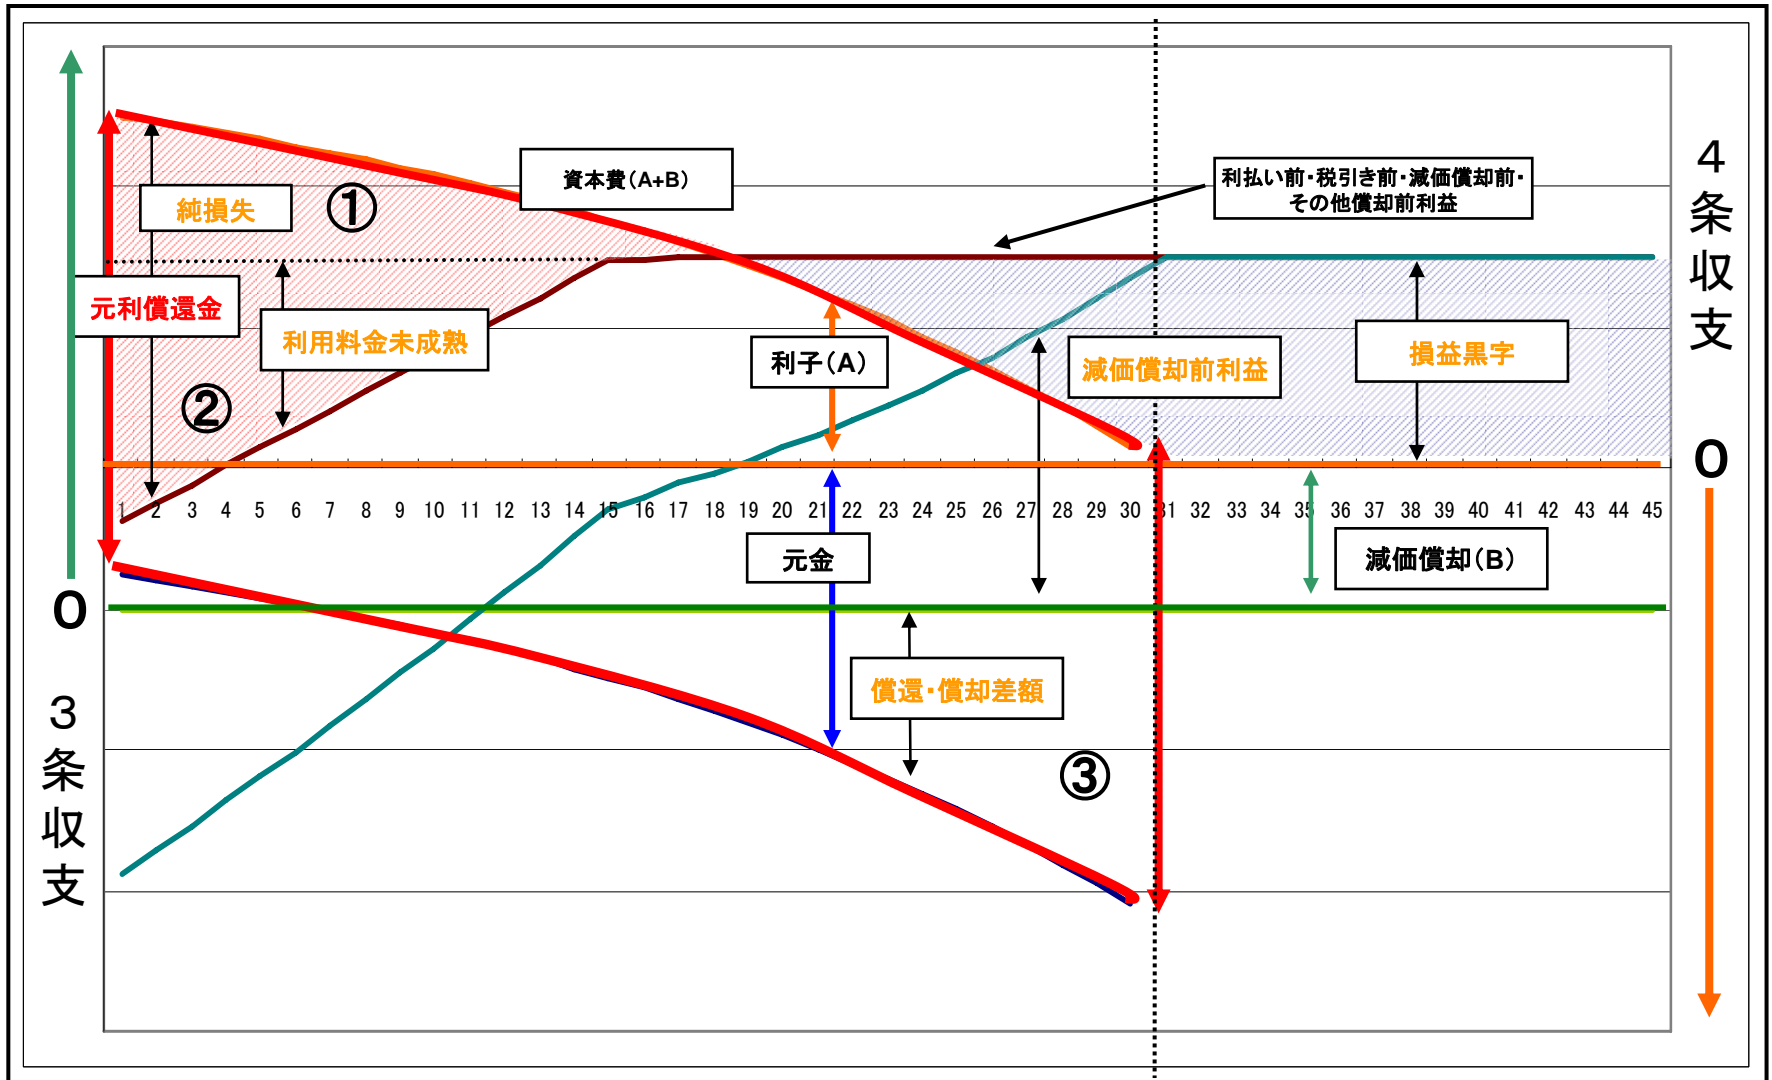 資本費(A+B)
利払い前・税引き前・減価償却前・
その他償却前利益
純損失
①
元利償還金
利用料金未成熟
②
利子(A)
減価償却前利益
損益黒字
4条収支
0
1 2 3 4 5 6 7 8 9 10 11 12 13 14 15 16 17 18 19 20 21 22 23 24 25 26 27 28 29 30 31 32 33 34 35 36 37 38 39 40 41 42 43 44 45
元金
減価償却(B)
0
3条収支
償還・償却差額
③